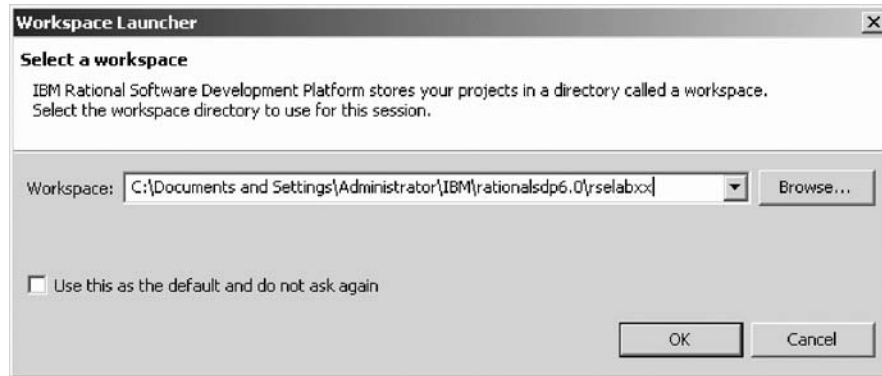 Workspace Launcher
Select a workspace
IBM Rational Software Development Platform stores your projects in a directory called a workspace.
Select the workspace directory to use for this session.
Workspace: C:\Documents and Settings\Administrator\IBM\rationalsdp6.0\rselabxx Browse...
Use this as the default and do not ask again
OK Cancel